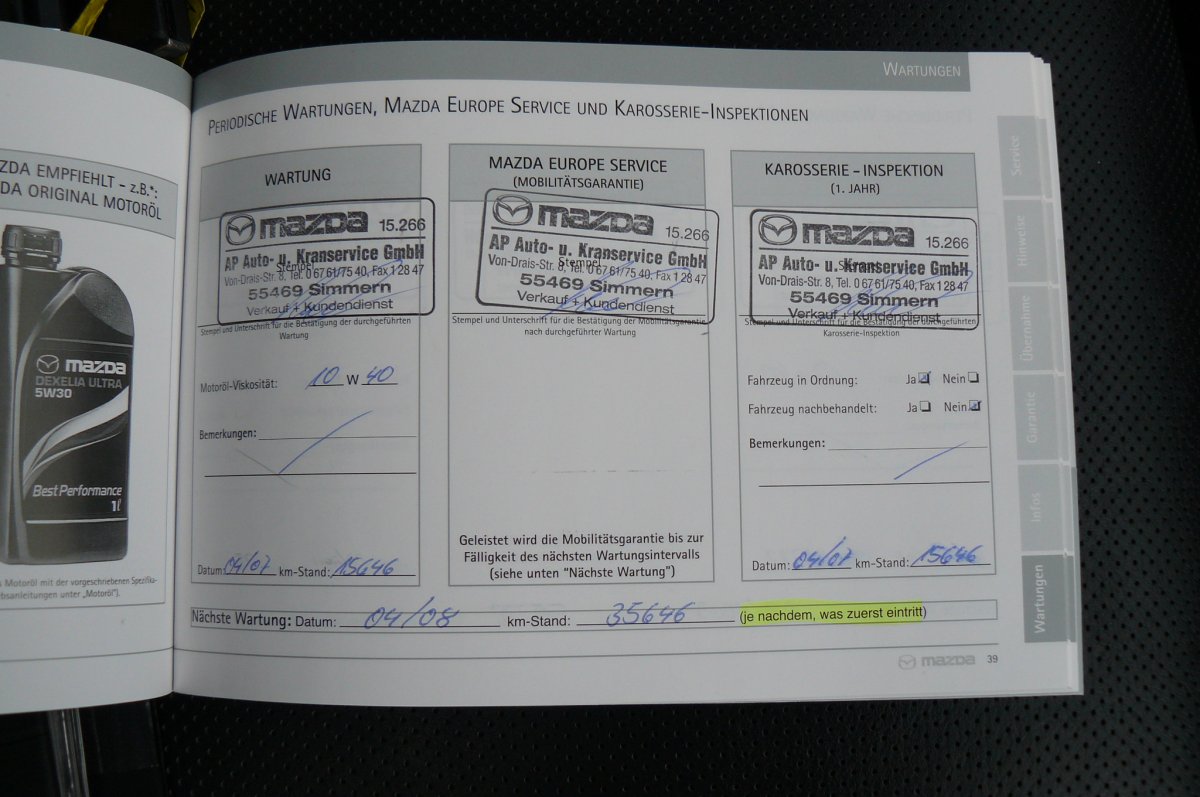 ZDA EMPFIEHLT - z.B.*:
DA ORIGINAL MOTORÖL
mazda
DEXELIA ULTRA
5W30
Best Performance
1ℓ
Motoröl mit der vorgeschriebenen Spezifika-
ebsanleitungen unter „Motoröl").
WARTUNGEN
PERIODISCHE WARTUNGEN, MAZDA EUROPE SERVICE UND KAROSSERIE-INSPEKTIONEN
WARTUNG
mazda 15.266
AP Auto- u. Kranservice GmbH
Stempel
Von-Drais-Str. 8, Tel. 0 67 61/75 40, Fax 1 28 47
55469 Simmern
Verkauf + Kundendienst
Stempel und Unterschrift für die Bestätigung der durchgeführten
Wartung
Motoröl-Viskosität: 10 W 40
Bemerkungen:
Datum: 04/07 km-Stand: 15646
MAZDA EUROPE SERVICE
(MOBILITÄTSGARANTIE)
mazda 15.266
AP Auto- u. Kranservice GmbH
Stempel
Von-Drais-Str. 8, Tel. 0 67 61/75 40, Fax 1 28 47
55469 Simmern
Verkauf + Kundendienst
Stempel und Unterschrift für die Bestätigung der Mobilitätsgarantie
nach durchgeführter Wartung
Geleistet wird die Mobilitätsgarantie bis zur
Fälligkeit des nächsten Wartungsintervalls
(siehe unten "Nächste Wartung")
KAROSSERIE - INSPEKTION
(1. JAHR)
mazda 15.266
AP Auto- u. Kranservice GmbH
Von-Drais-Str. 8, Tel. 0 67 61/75 40, Fax 1 28 47
55469 Simmern
Verkauf + Kundendienst
Stempel und Unterschrift für die Bestätigung der durchgeführten
Karosserie-Inspektion
Fahrzeug in Ordnung: Ja Nein
Fahrzeug nachbehandelt: Ja Nein
Bemerkungen:
Datum: 04/07 km-Stand: 15646
Nächste Wartung: Datum: 04/08 km-Stand: 35646 (je nachdem, was zuerst eintritt)
mazda 39
Service
Hinweise
Übernahme
Garantie
Infos
Wartungen